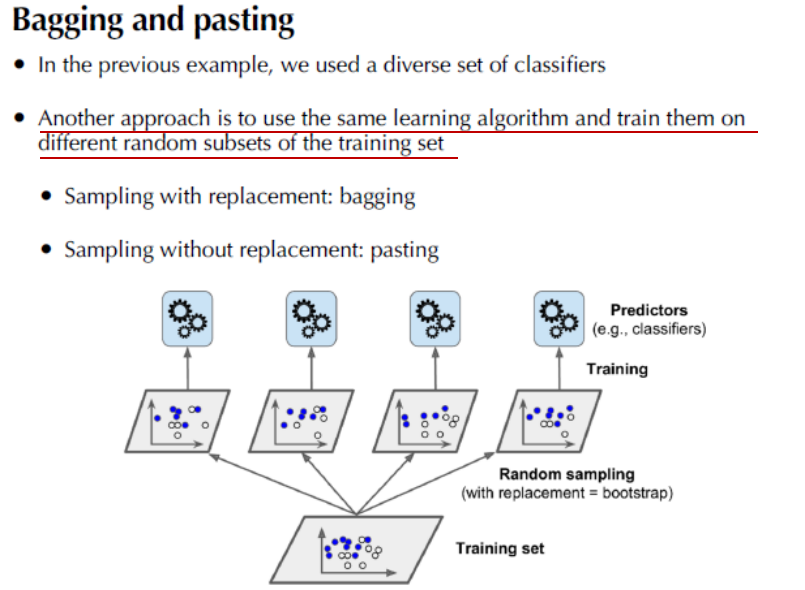 Bagging and pasting
• In the previous example, we used a diverse set of classifiers
• Another approach is to use the same learning algorithm and train them on
different random subsets of the training set
• Sampling with replacement: bagging
• Sampling without replacement: pasting
Predictors
(e.g., classifiers)
Training
Random sampling
(with replacement = bootstrap)
Training set